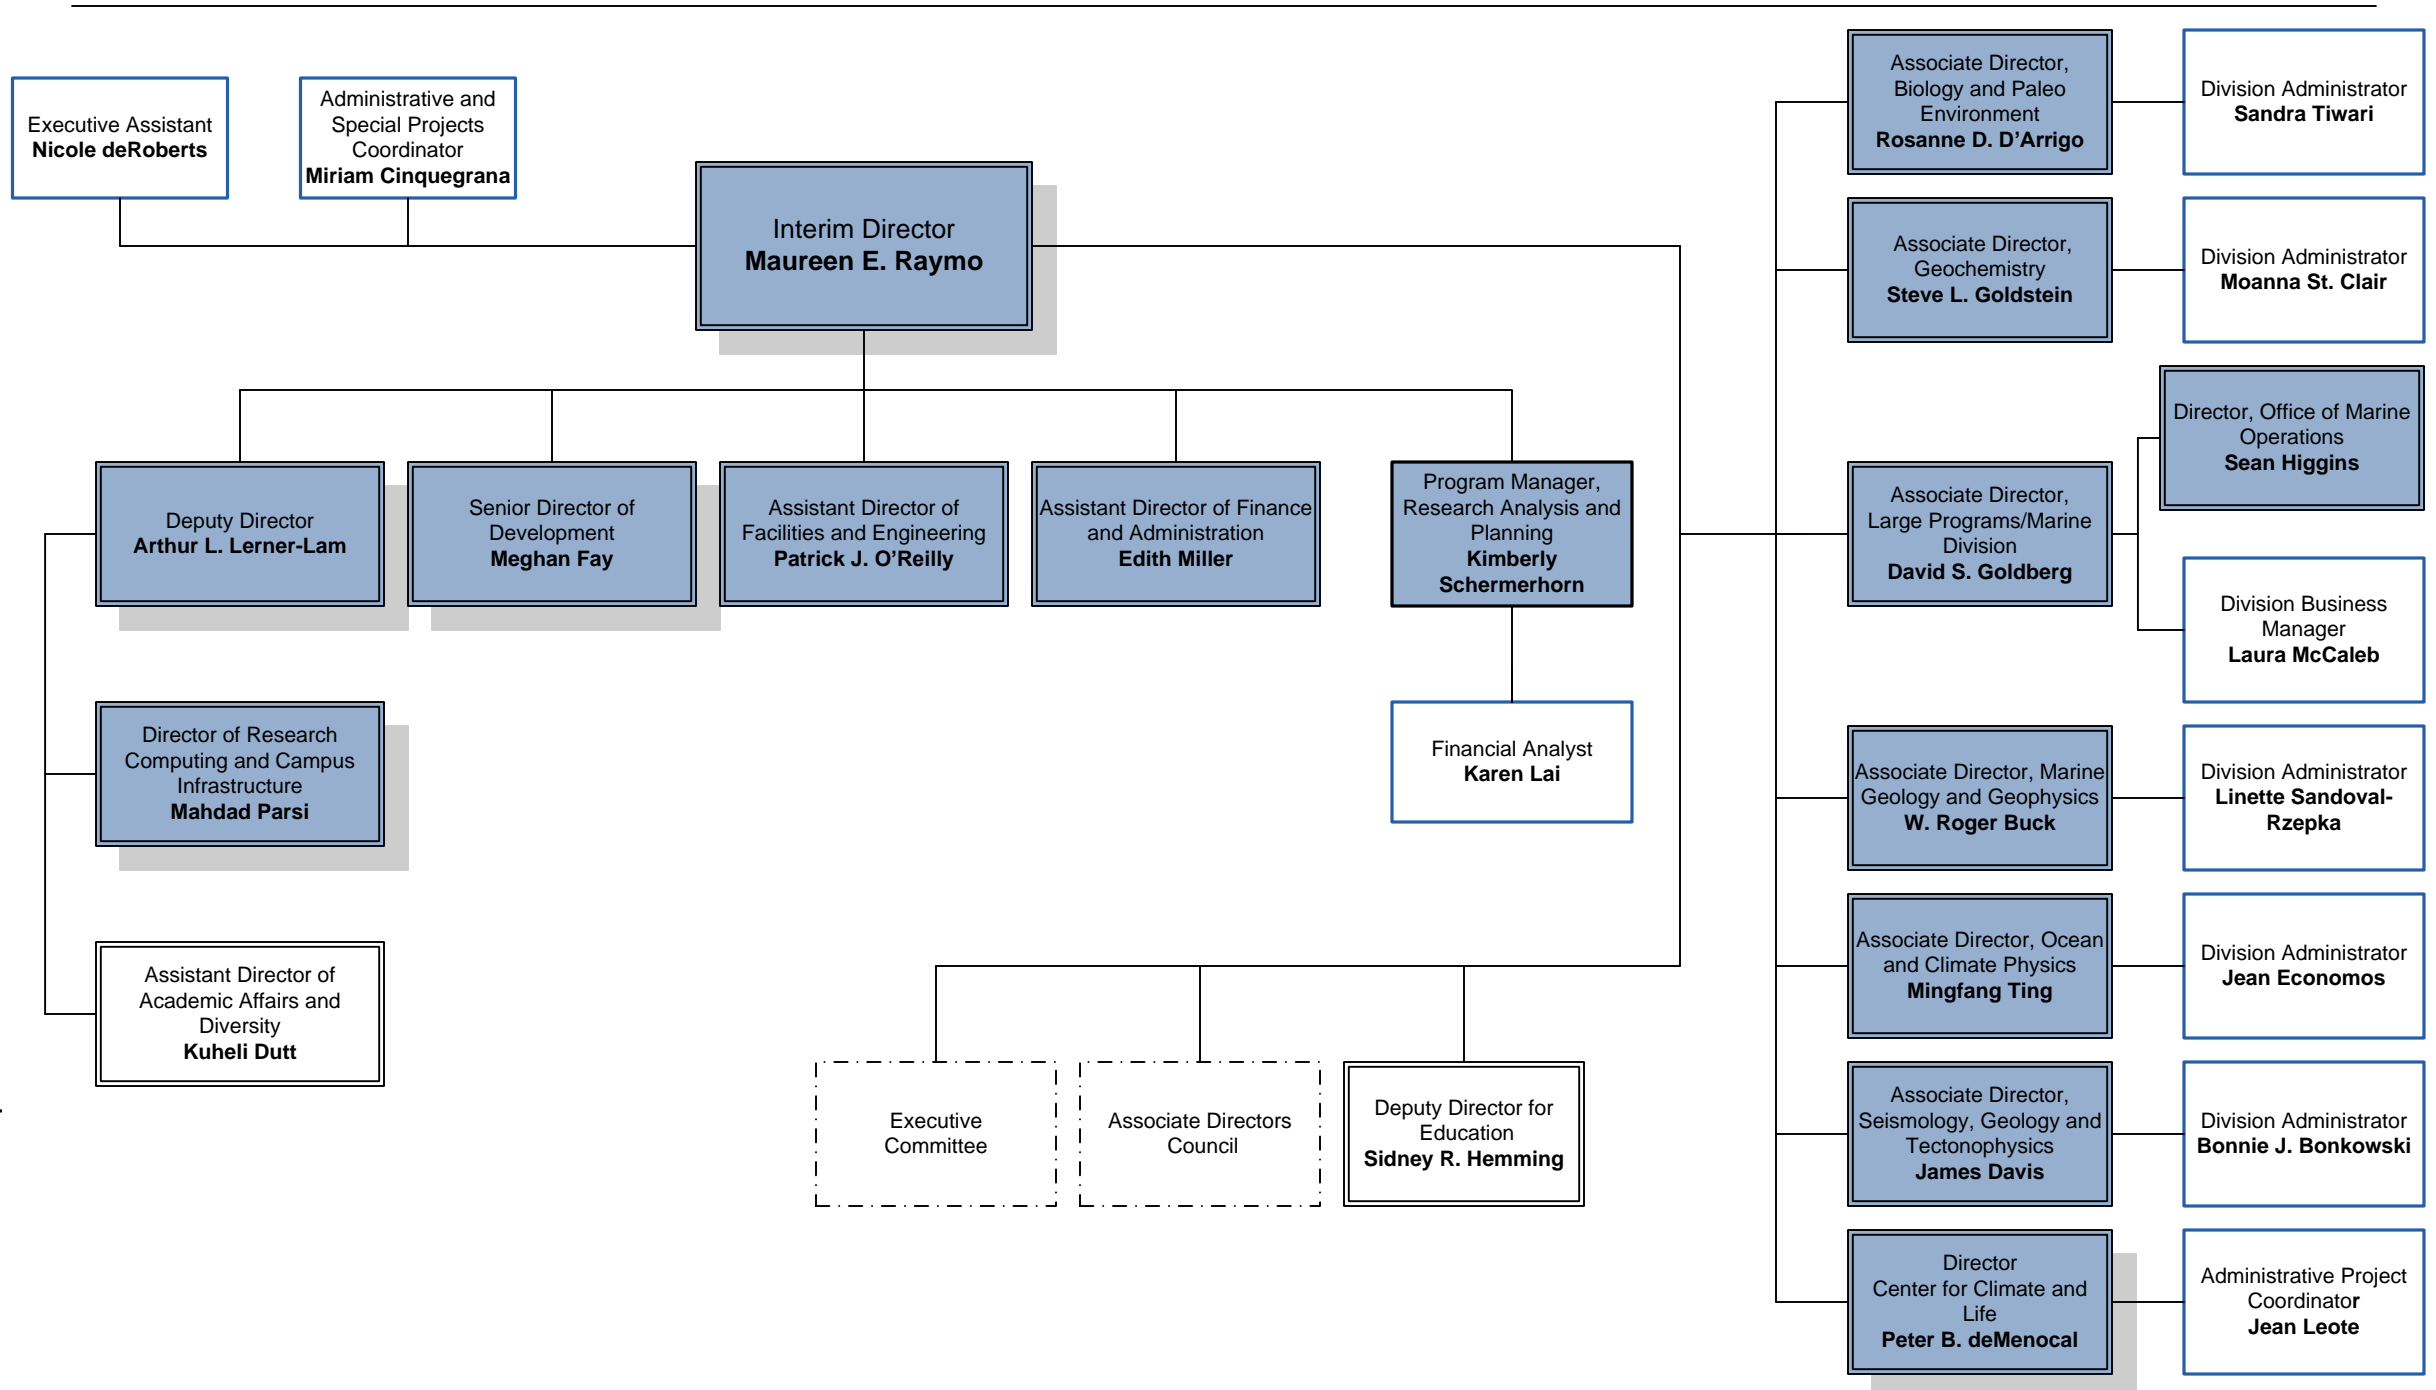 Executive Assistant
Nicole deRoberts
Administrative and
Special Projects
Coordinator
Miriam Cinquegrana
Interim Director
Maureen E. Raymo
Deputy Director
Arthur L. Lerner-Lam
Senior Director of
Development
Meghan Fay
Assistant Director of
Facilities and Engineering
Patrick J. O’Reilly
Assistant Director of Finance
and Administration
Edith Miller
Program Manager,
Research Analysis and
Planning
Kimberly
Schermerhorn
Director of Research
Computing and Campus
Infrastructure
Mahdad Parsi
Financial Analyst
Karen Lai
Assistant Director of
Academic Affairs and
Diversity
Kuheli Dutt
Executive
Committee
Associate Directors
Council
Deputy Director for
Education
Sidney R. Hemming
Associate Director,
Biology and Paleo
Environment
Rosanne D. D’Arrigo
Division Administrator
Sandra Tiwari
Associate Director,
Geochemistry
Steve L. Goldstein
Division Administrator
Moanna St. Clair
Associate Director,
Large Programs/Marine
Division
David S. Goldberg
Director, Office of Marine
Operations
Sean Higgins
Division Business
Manager
Laura McCaleb
Associate Director, Marine
Geology and Geophysics
W. Roger Buck
Division Administrator
Linette Sandoval-
Rzepka
Associate Director, Ocean
and Climate Physics
Mingfang Ting
Division Administrator
Jean Economos
Associate Director,
Seismology, Geology and
Tectonophysics
James Davis
Division Administrator
Bonnie J. Bonkowski
Director
Center for Climate and
Life
Peter B. deMenocal
Administrative Project
Coordinator
Jean Leote